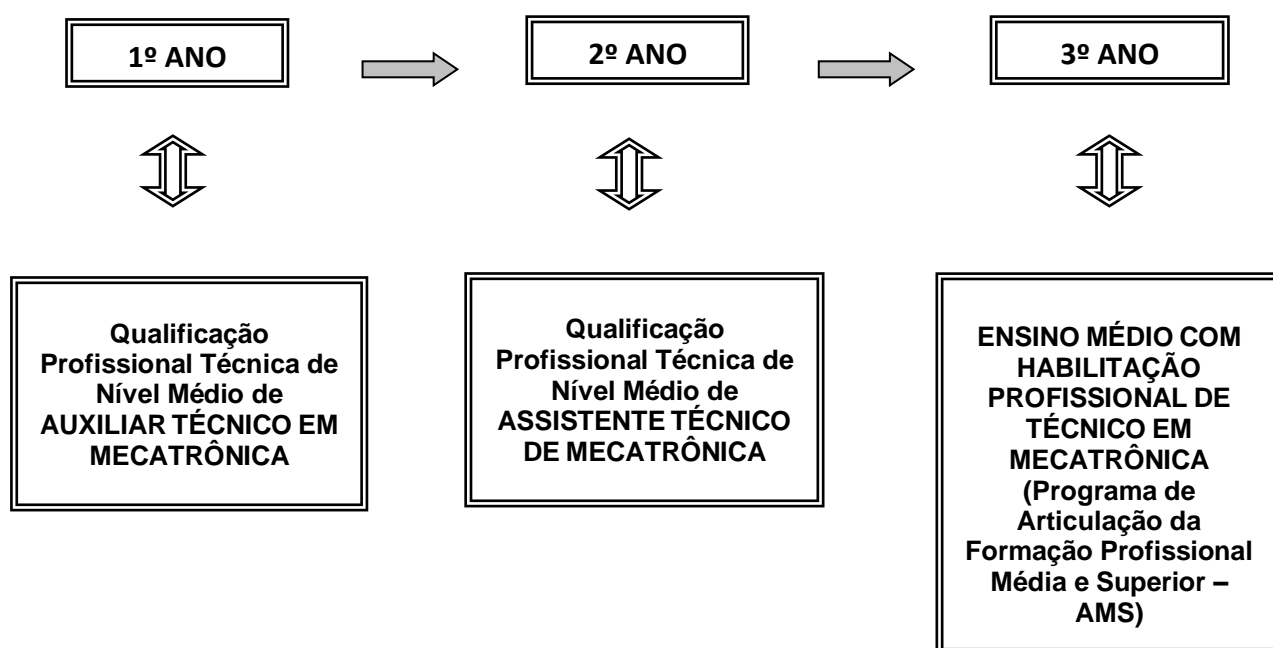 1º ANO
2º ANO
3º ANO
Qualificação
Profissional Técnica de
Nível Médio de
AUXILIAR TÉCNICO EM
MECATRÔNICA
Qualificação
Profissional Técnica de
Nível Médio de
ASSISTENTE TÉCNICO
DE MECATRÔNICA
ENSINO MÉDIO COM
HABILITAÇÃO
PROFISSIONAL DE
TÉCNICO EM
MECATRÔNICA
(Programa de
Articulação da
Formação Profissional
Média e Superior –
AMS)